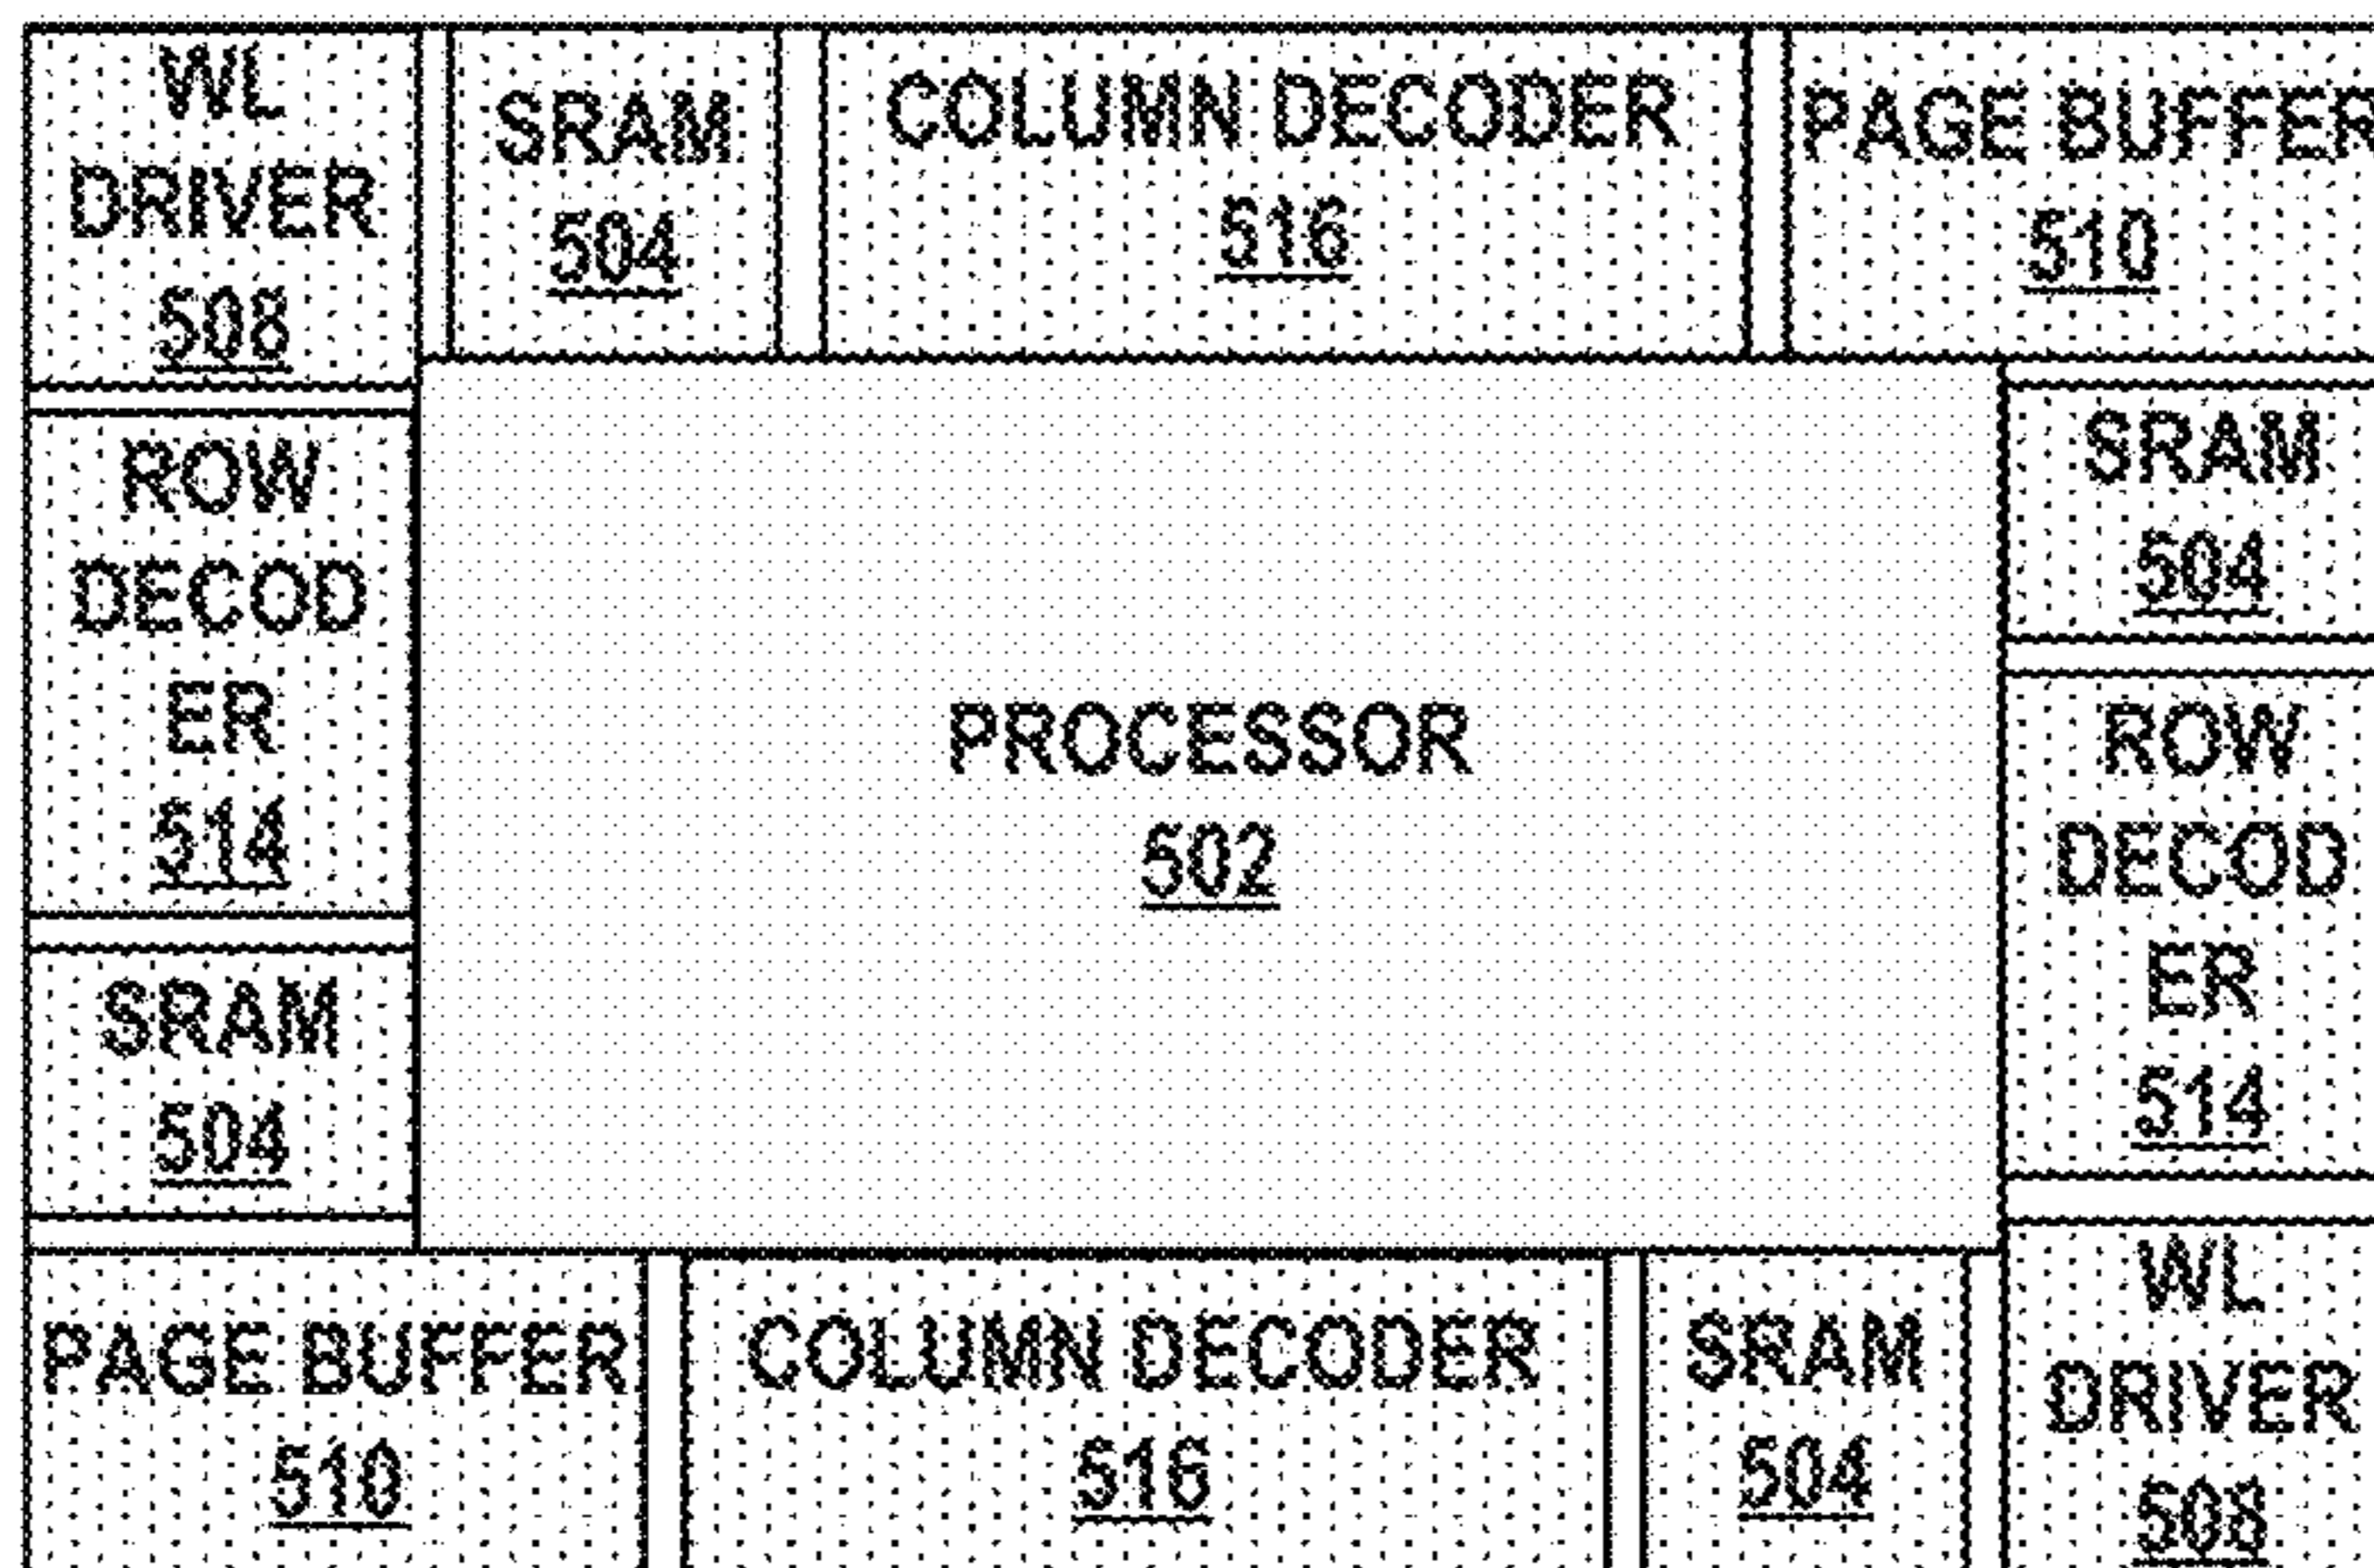 WL
DRIVER
508
SRAM
504
COLUMN DECODER
516
PAGE BUFFER
510
ROW
DECOD
ER
514
SRAM
504
PROCESSOR
502
SRAM
504
ROW
DECOD
ER
514
PAGE BUFFER
510
COLUMN DECODER
516
SRAM
504
WL
DRIVER
508